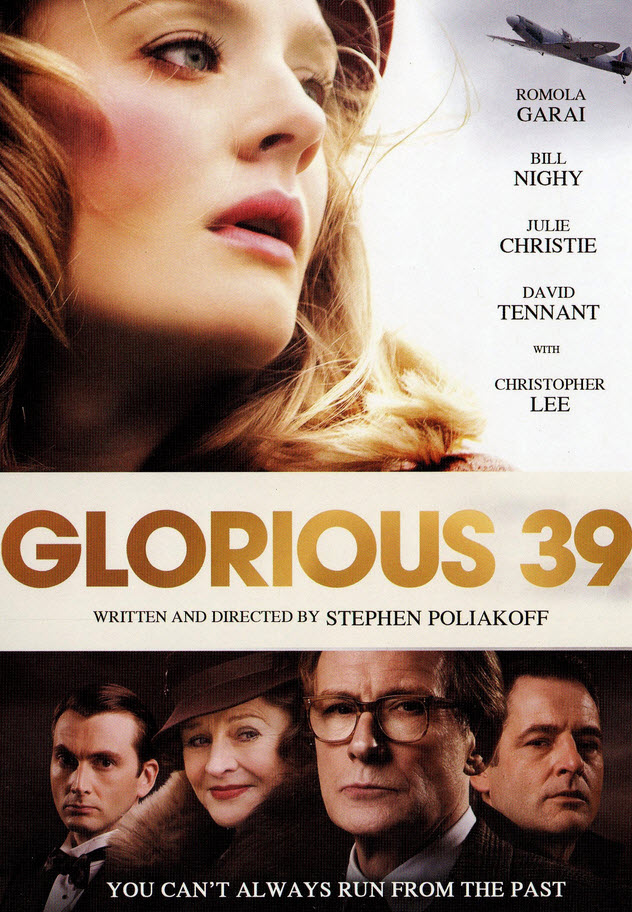 ROMOLA
GARAI
BILL
NIGHY
JULIE
CHRISTIE
DAVID
TENNANT
WITH
CHRISTOPHER
LEE
GLORIOUS 39
WRITTEN AND DIRECTED BY STEPHEN POLIAKOFF
YOU CAN'T ALWAYS RUN FROM THE PAST